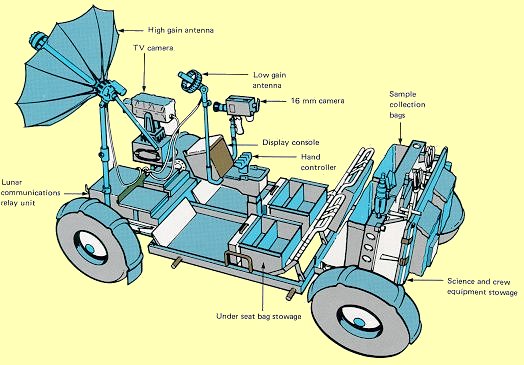 High gain antenna
TV camera
Low gain
antenna
16 mm camera
Sample
collection
bags
Display console
Hand
controller
Lunar
communications
relay unit
Science and crew
equipment stowage
Under seat bag stowage